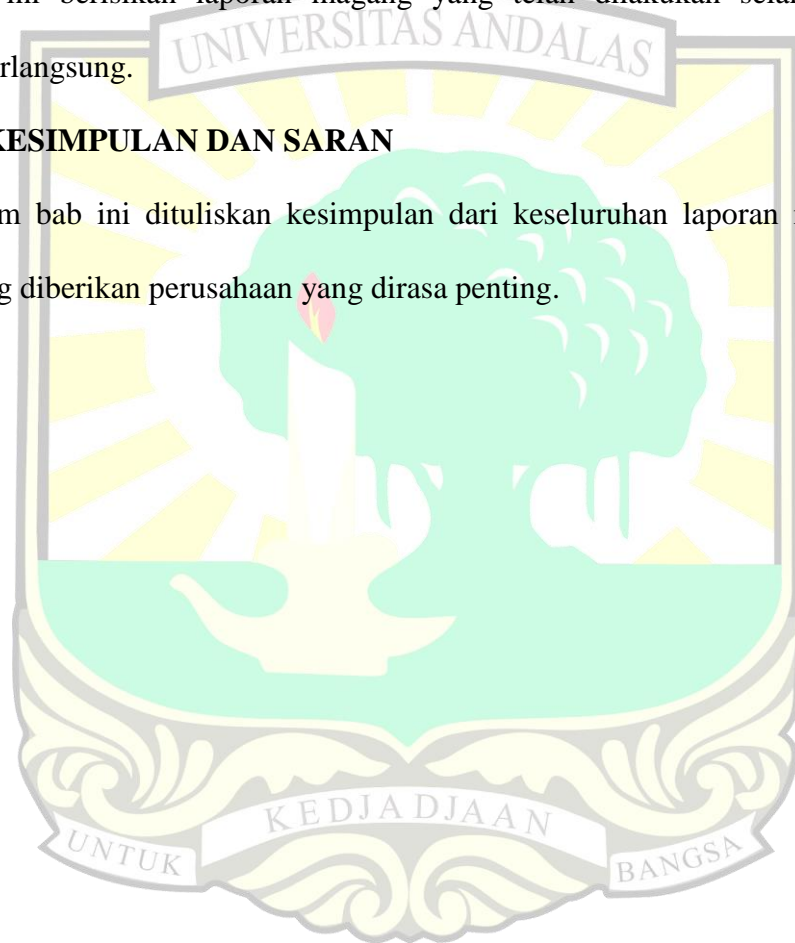 ini berisikan laporan magang yang telah dilakukan
rlangsung.
KESIMPULAN DAN SARAN
m bab ini dituliskan kesimpulan dari keseluruhan laporan
g diberikan perusahaan yang dirasa penting.
UNIVERSITAS ANDALAS
UNTUK KEDJADJAAN BANGSA